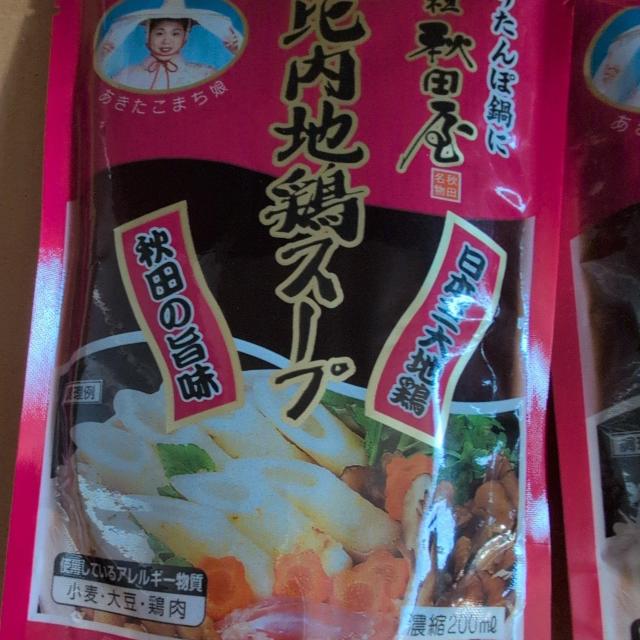 りたんぽ鍋に
秋田屋
秋田名物
比内地鶏スープ
あきたこまち娘
日本三大地鶏
秋田の旨味
調理例
使用しているアレルギー物質
小麦・大豆・鶏肉
濃縮200mℓ